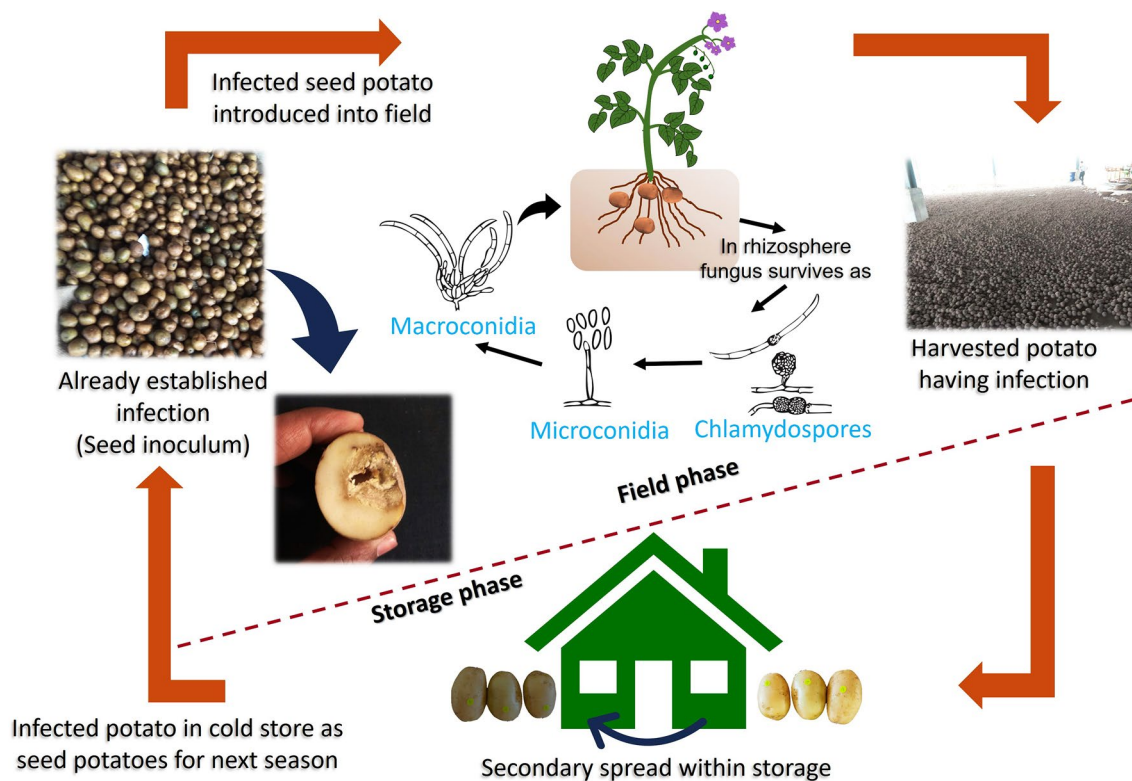 Infected seed potato
introduced into field
In rhizosphere
fungus survives as
Macroconidia
Microconidia
Chlamydospores
Already established
infection
(Seed inoculum)
Harvested potato
having infection
Field phase
Storage phase
Infected potato in cold store as
seed potatoes for next season
Secondary spread within storage